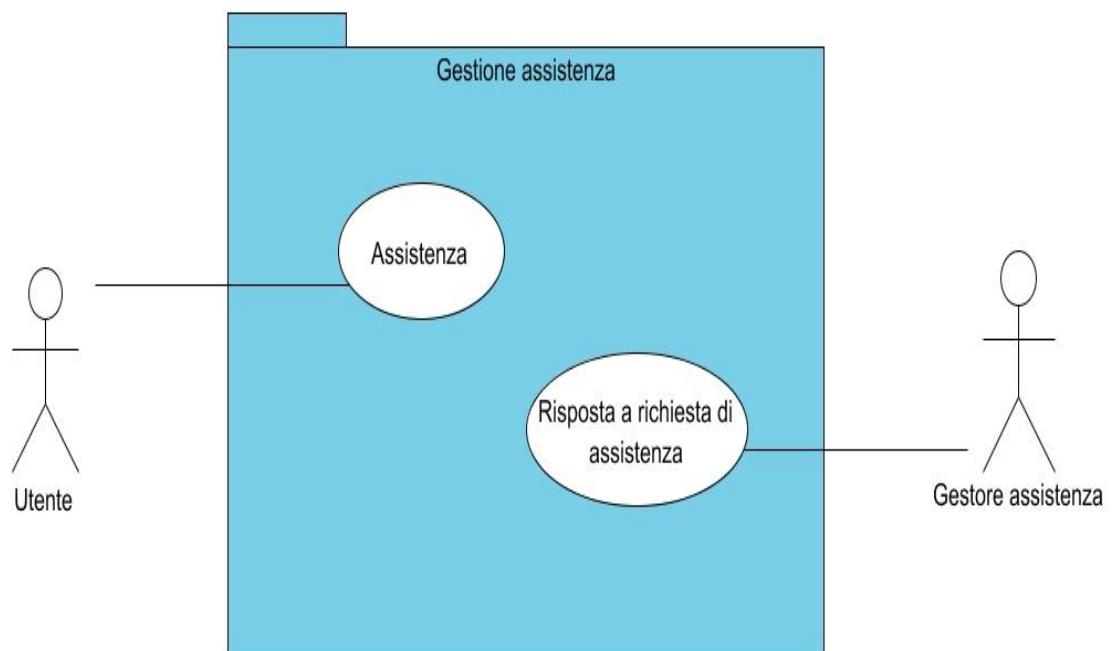 Gestione assistenza
Assistenza
Risposta a richiesta di
assistenza
Utente
Gestore assistenza